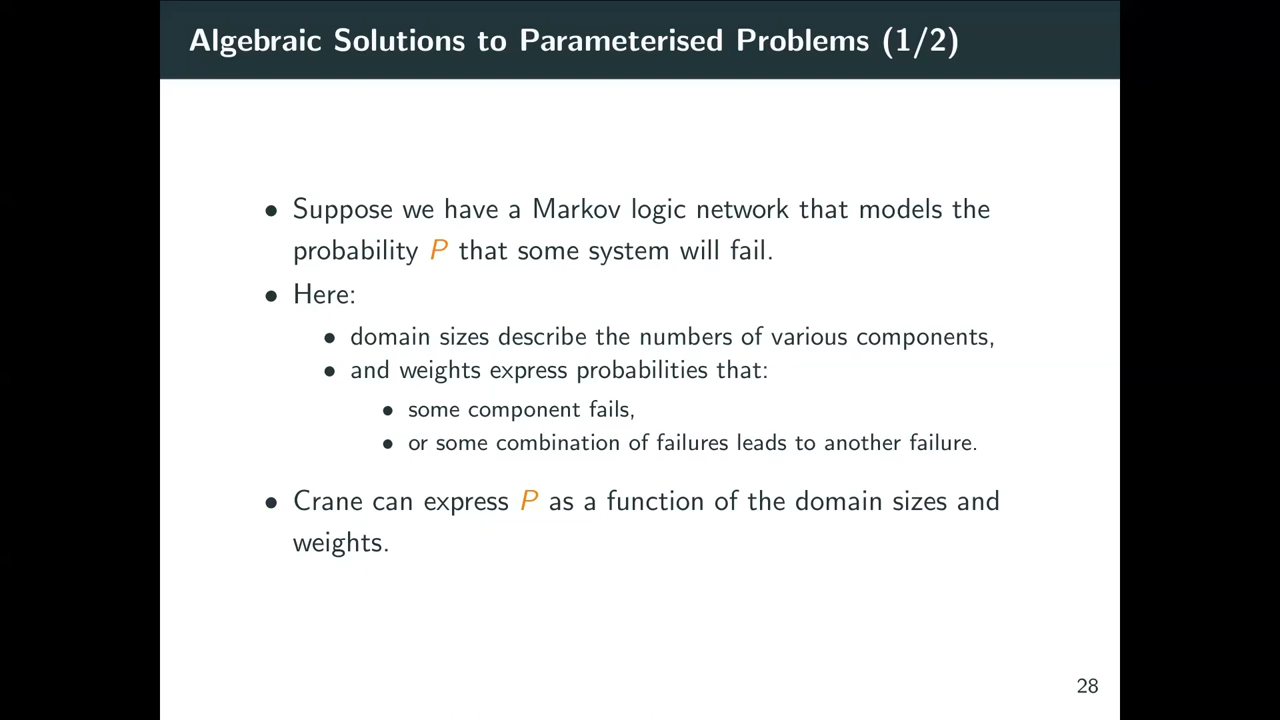 Algebraic Solutions to Parameterised Problems (1/2)
• Suppose we have a Markov logic network that models the
probability P that some system will fail.
• Here:
• domain sizes describe the numbers of various components,
• and weights express probabilities that:
• some component fails,
• or some combination of failures leads to another failure.
• Crane can express P as a function of the domain sizes and
weights.
28